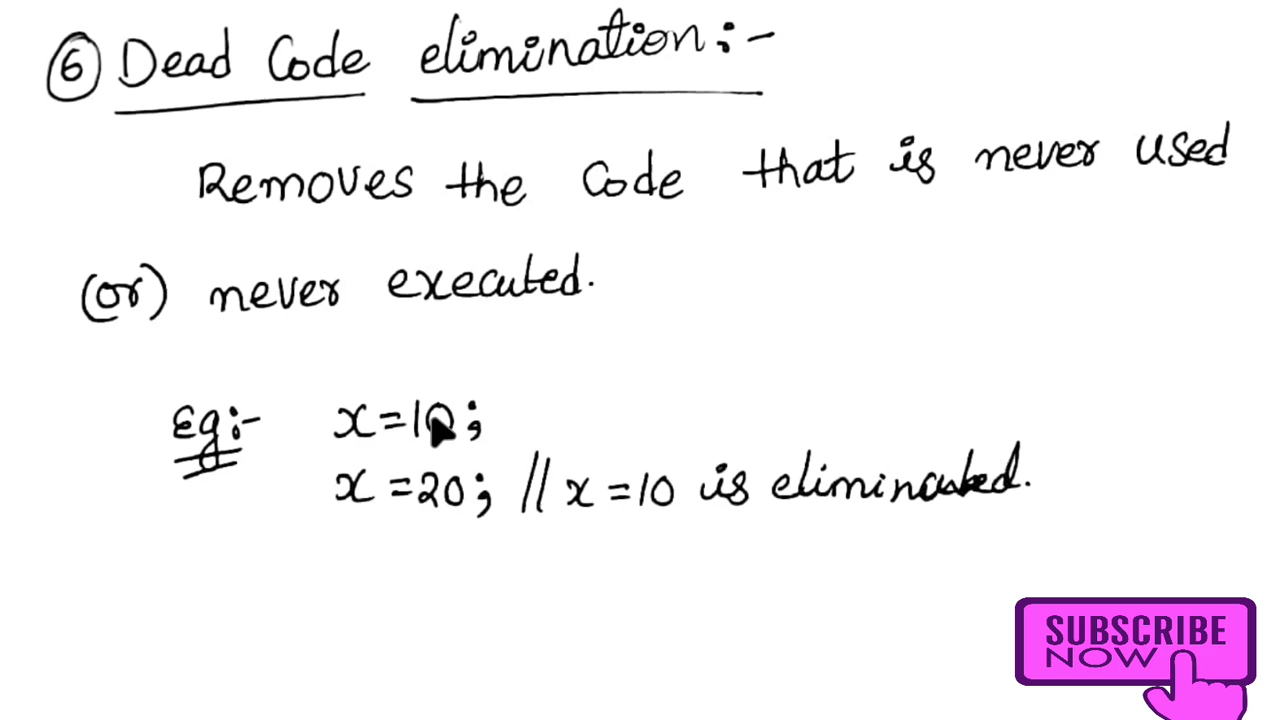 ⑥ Dead Code elimination:-
Removes the Code that is never used
(or) never executed.
Eg:- x=10;
x=20; // x=10 is eliminated.
SUBSCRIBE
NOW